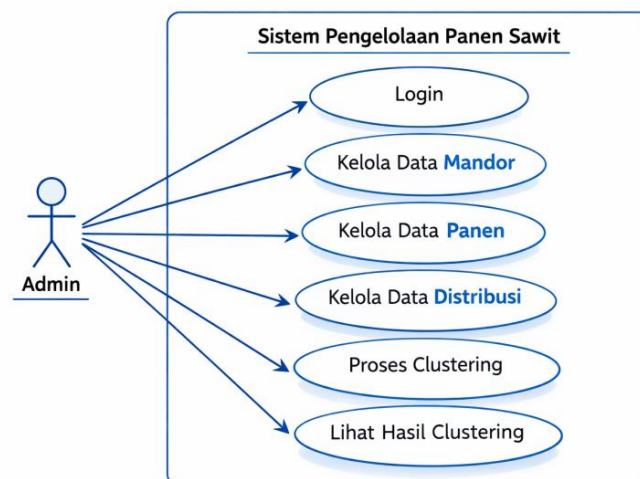 Sistem Pengelolaan Panen Sawit
Login
Kelola Data Mandor
Kelola Data Panen
Admin
Kelola Data Distribusi
Proses Clustering
Lihat Hasil Clustering